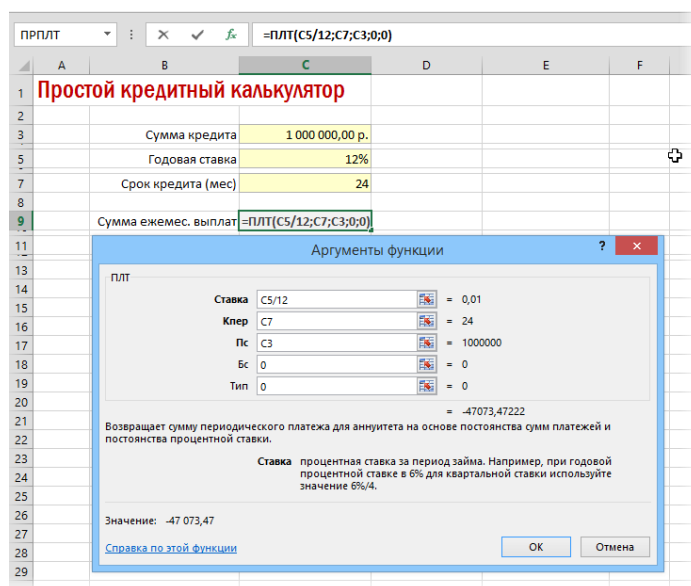 ПРПЛТ fx =ПЛТ(C5/12;C7;C3;0;0)
A B C D E F
1 Простой кредитный калькулятор
2
3 Сумма кредита 1 000 000,00 р.
5 Годовая ставка 12%
7 Срок кредита (мес) 24
8
9 Сумма ежемес. выплат =ПЛТ(C5/12;C7;C3;0;0)
11 Аргументы функции ? ×
13 ПЛТ
14
15 Ставка C5/12 = 0,01
16 Кпер C7 = 24
17 Пс C3 = 1000000
18 Бс 0 = 0
19 Тип 0 = 0
20 = -47073,47222
21 Возвращает сумму периодического платежа для аннуитета на основе постоянства сумм платежей и
22 постоянства процентной ставки.
23 Ставка процентная ставка за период займа. Например, при годовой
24 процентной ставке в 6% для квартальной ставки используйте
25 значение 6%/4.
26 Значение: -47 073,47
27
28 Справка по этой функции ОК Отмена
29